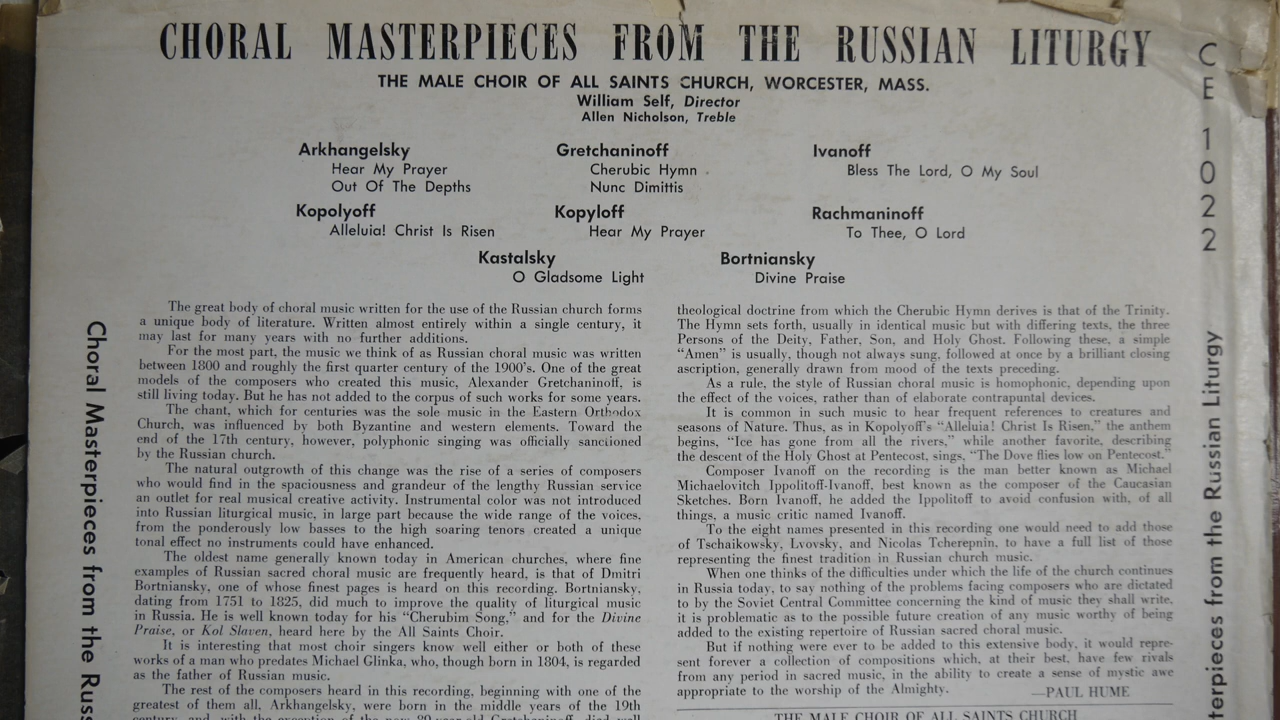 CHORAL MASTERPIECES FROM THE RUSSIAN LITURGY
THE MALE CHOIR OF ALL SAINTS CHURCH, WORCESTER, MASS.
William Self, Director
Allen Nicholson, Treble
Arkhangelsky
Hear My Prayer
Out Of The Depths
Gretchaninoff
Cherubic Hymn
Nunc Dimittis
Ivanoff
Bless The Lord, O My Soul
Kopolyoff
Alleluia! Christ Is Risen
Kopyloff
Hear My Prayer
Rachmaninoff
To Thee, O Lord
Kastalsky
O Gladsome Light
Bortniansky
Divine Praise
The great body of choral music written for the use of the Russian church forms
a unique body of literature. Written almost entirely within a single century, it
may last for many years with no further additions.
For the most part, the music we think of as Russian choral music was written
between 1800 and roughly the first quarter century of the 1900's. One of the great
models of the composers who created this music, Alexander Gretchaninoff, is
still living today. But he has not added to the corpus of such works for some years.
The chant, which for centuries was the sole music in the Eastern Orthodox
Church, was influenced by both Byzantine and western elements. Toward the
end of the 17th century, however, polyphonic singing was officially sanctioned
by the Russian church.
The natural outgrowth of this change was the rise of a series of composers
who would find in the spaciousness and grandeur of the lengthy Russian service
an outlet for real musical creative activity. Instrumental color was not introduced
into Russian liturgical music, in large part because the wide range of the voices,
from the ponderously low basses to the high soaring tenors created a unique
tonal effect no instruments could have enhanced.
The oldest name generally known today in American churches, where fine
examples of Russian sacred choral music are frequently heard, is that of Dmitri
Bortniansky, one of whose finest pages is heard on this recording. Bortniansky,
dating from 1751 to 1825, did much to improve the quality of liturgical music
in Russia. He is well known today for his “Cherubim Song,” and for the Divine
Praise, or Kol Slaven, heard here by the All Saints Choir.
It is interesting that most choir singers know well either or both of these
works of a man who predates Michael Glinka, who, though born in 1804, is regarded
as the father of Russian music.
The rest of the composers heard in this recording, beginning with one of the
greatest of them all, Arkhangelsky, were born in the middle years of the 19th
century, and, with the exception of the now 89-year-old Gretchaninoff, died well
theological doctrine from which the Cherubic Hymn derives is that of the Trinity.
The Hymn sets forth, usually in identical music but with differing texts, the three
Persons of the Deity, Father, Son, and Holy Ghost. Following these, a simple
“Amen” is usually, though not always sung, followed at once by a brilliant closing
ascription, generally drawn from mood of the texts preceding.
As a rule, the style of Russian choral music is homophonic, depending upon
the effect of the voices, rather than of elaborate contrapuntal devices.
It is common in such music to hear frequent references to creatures and
seasons of Nature. Thus, as in Kopolyoff's “Alleluia! Christ Is Risen,” the anthem
begins, “Ice has gone from all the rivers,” while another favorite, describing
the descent of the Holy Ghost at Pentecost, sings, “The Dove flies low on Pentecost.”
Composer Ivanoff on the recording is the man better known as Michael
Michaelovitch Ippolitoff-Ivanoff, best known as the composer of the Caucasian
Sketches. Born Ivanoff, he added the Ippolitoff to avoid confusion with, of all
things, a music critic named Ivanoff.
To the eight names presented in this recording one would need to add those
of Tschaikowsky, Lvovsky, and Nicolas Tcherepnin, to have a full list of those
representing the finest tradition in Russian church music.
When one thinks of the difficulties under which the life of the church continues
in Russia today, to say nothing of the problems facing composers who are dictated
to by the Soviet Central Committee concerning the kind of music they shall write,
it is problematic as to the possible future creation of any music worthy of being
added to the existing repertoire of Russian sacred choral music.
But if nothing were ever to be added to this extensive body, it would repre-
sent forever a collection of compositions which, at their best, have few rivals
from any period in sacred music, in the ability to create a sense of mystic awe
appropriate to the worship of the Almighty. —PAUL HUME
THE MALE CHOIR OF ALL SAINTS CHURCH
Choral Masterpieces from the Russ
CE 1022
terpieces from the Russian Liturgy